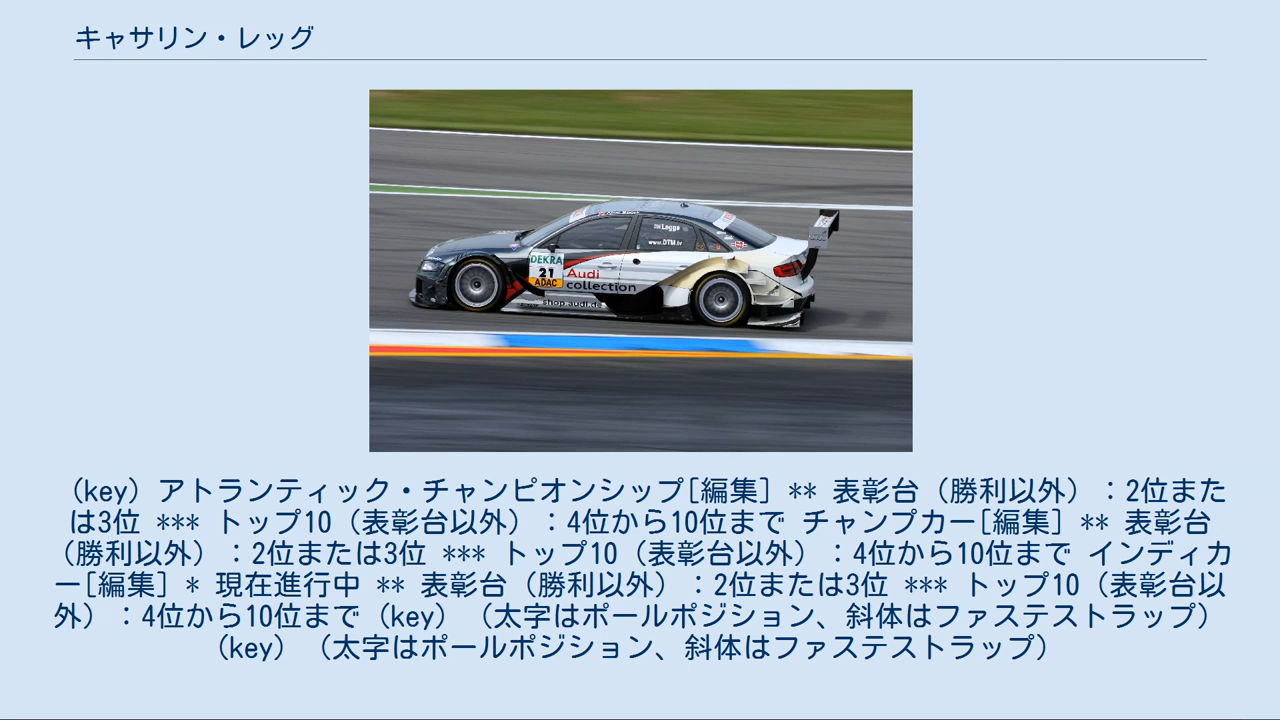 キャサリン・レッグ
Legge
www.DTM.tv
DEKRA
21
ADAC
Audi
collection
shop.audi.de
(key) アトランティック・チャンピオンシップ[編集] ** 表彰台（勝利以外）：2位また
は3位 *** トップ10（表彰台以外）：4位から10位まで チャンプカー[編集] ** 表彰台
（勝利以外）：2位または3位 *** トップ10（表彰台以外）：4位から10位まで インディカ
ー[編集] * 現在進行中 ** 表彰台（勝利以外）：2位または3位 *** トップ10（表彰台以
外）：4位から10位まで (key) （太字はポールポジション、斜体はファステストラップ）
(key) （太字はポールポジション、斜体はファステストラップ）